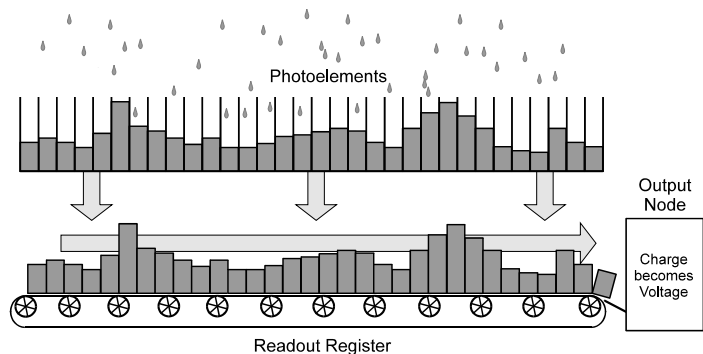 Photoelements
Output
Node
Charge
becomes
Voltage
Readout Register